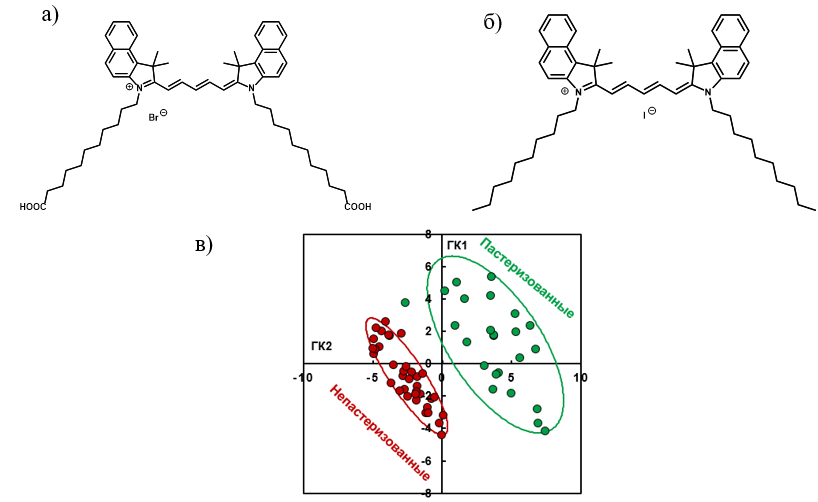 а)
б)
N
⊕
N
Br⊖
HOOC
COOH
N
⊕
N
I⊖
в)
8
ГК1
Пастеризованные
6
4
2
ГК2
0
-10
-5
0
5
10
-2
Непастеризованные
-4
-6
-8